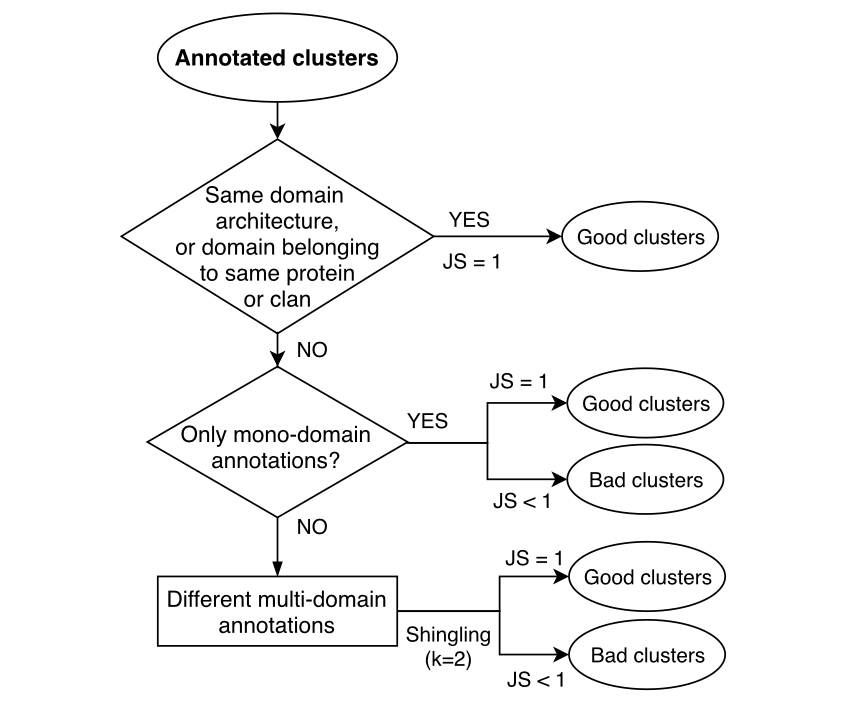 Annotated clusters
Same domain
architecture,
or domain belonging
to same protein
or clan
YES
JS = 1
Good clusters
NO
Only mono-domain
annotations?
YES
JS = 1
Good clusters
JS < 1
Bad clusters
NO
Different multi-domain
annotations
Shingling
(k=2)
JS = 1
Good clusters
JS < 1
Bad clusters